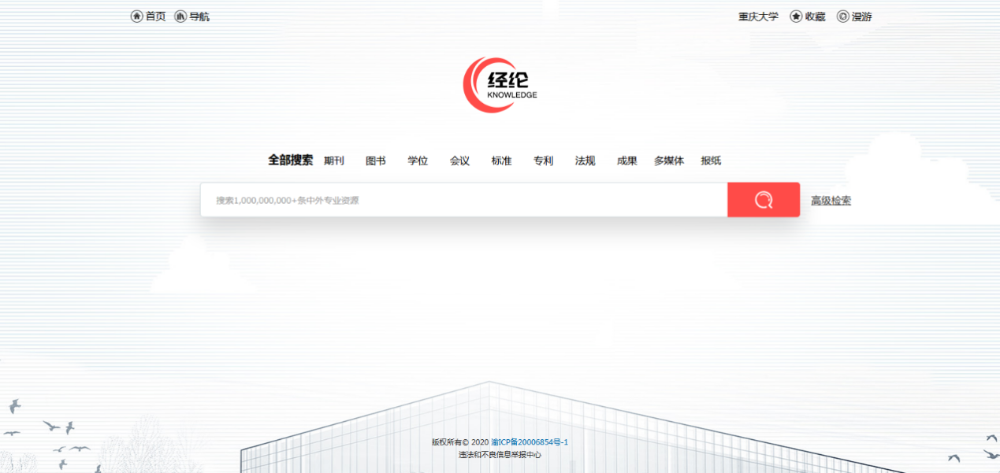 首页 导航 重庆大学 收藏 漫游
经纶
KNOWLEDGE
全部搜索 期刊 图书 学位 会议 标准 专利 法规 成果 多媒体 报纸
搜索1,000,000,000+条中外专业资源 高级检索
版权所有© 2020 渝ICP备20006854号-1
违法和不良信息举报中心